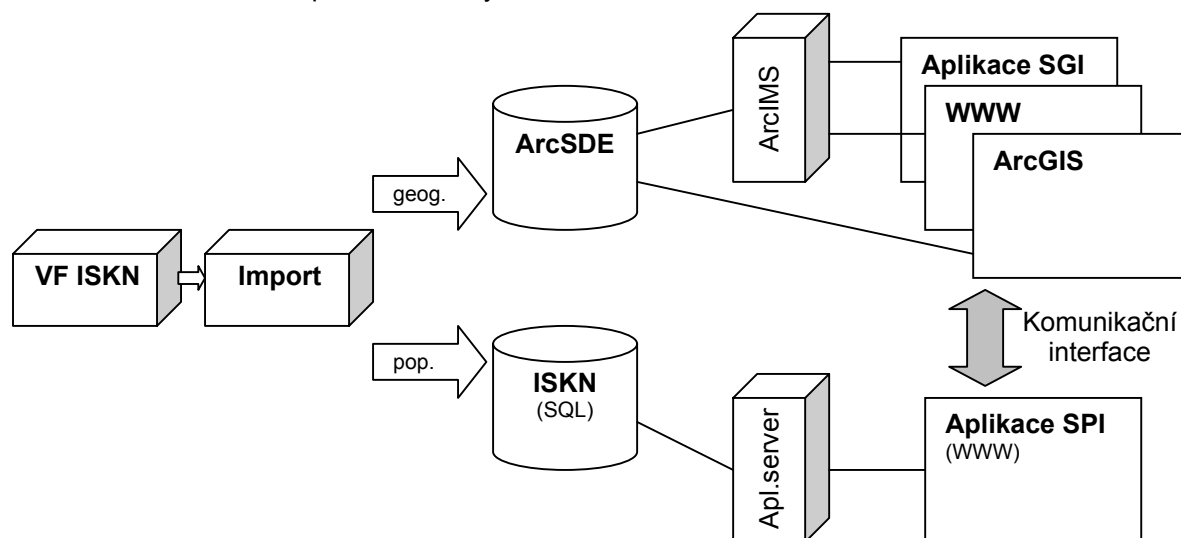 ArcIMS
Aplikace SGI
WWW
ArcGIS
ArcSDE
geog.
VF ISKN
Import
Komunikační
interface
pop.
ISKN
(SQL)
Apl.server
Aplikace SPI
(WWW)